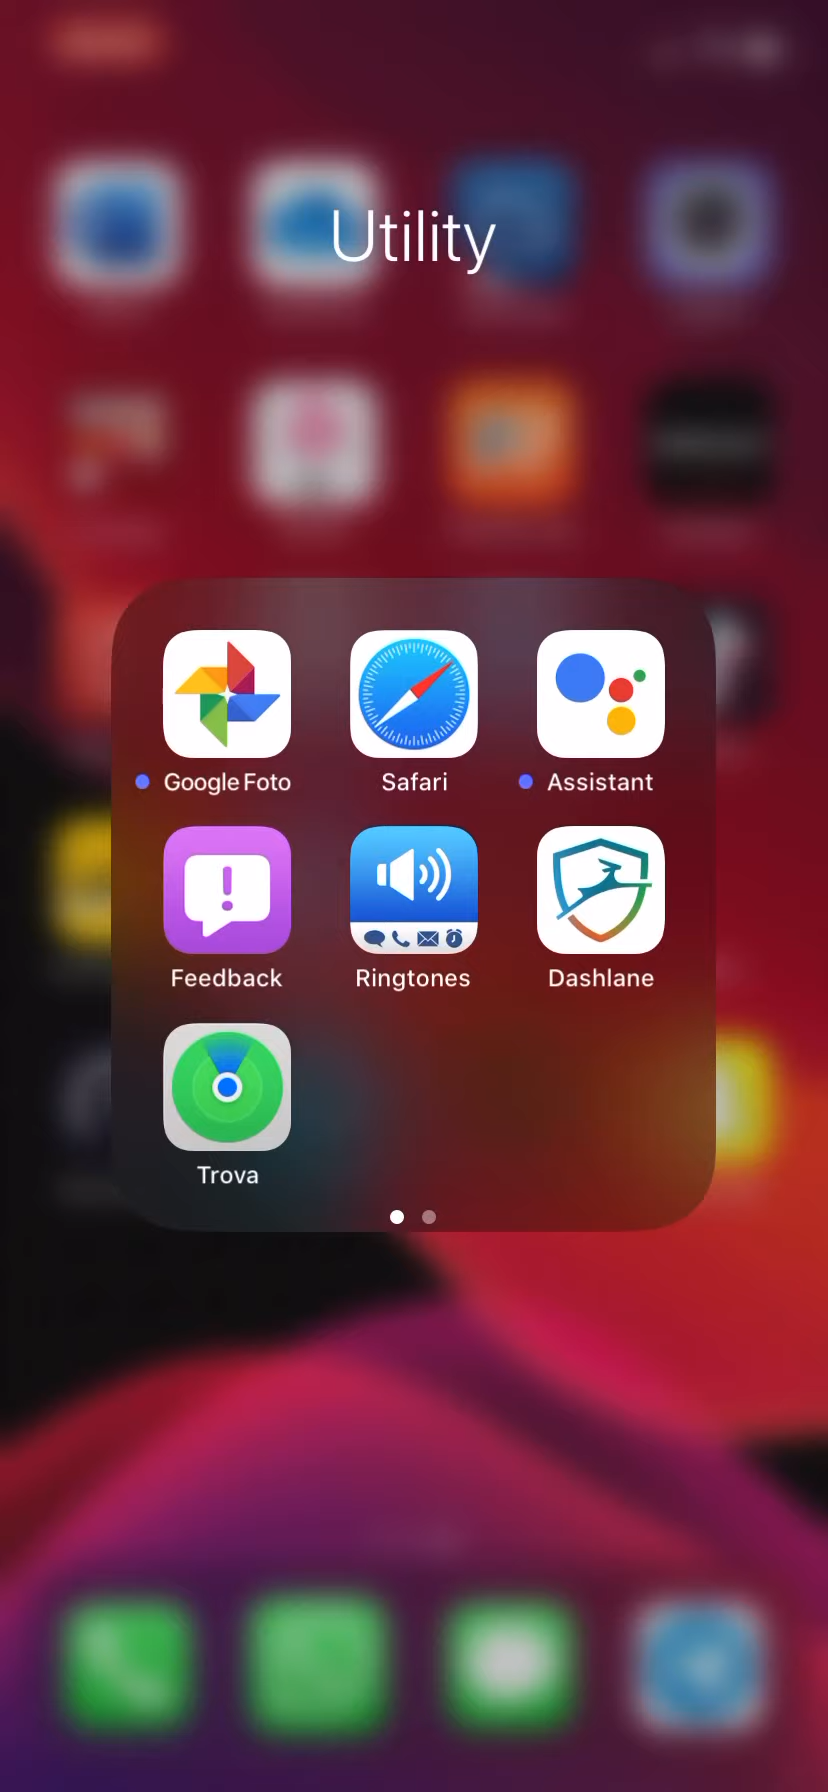 Utility
Google Foto
Safari
Assistant
Feedback
Ringtones
Dashlane
Trova